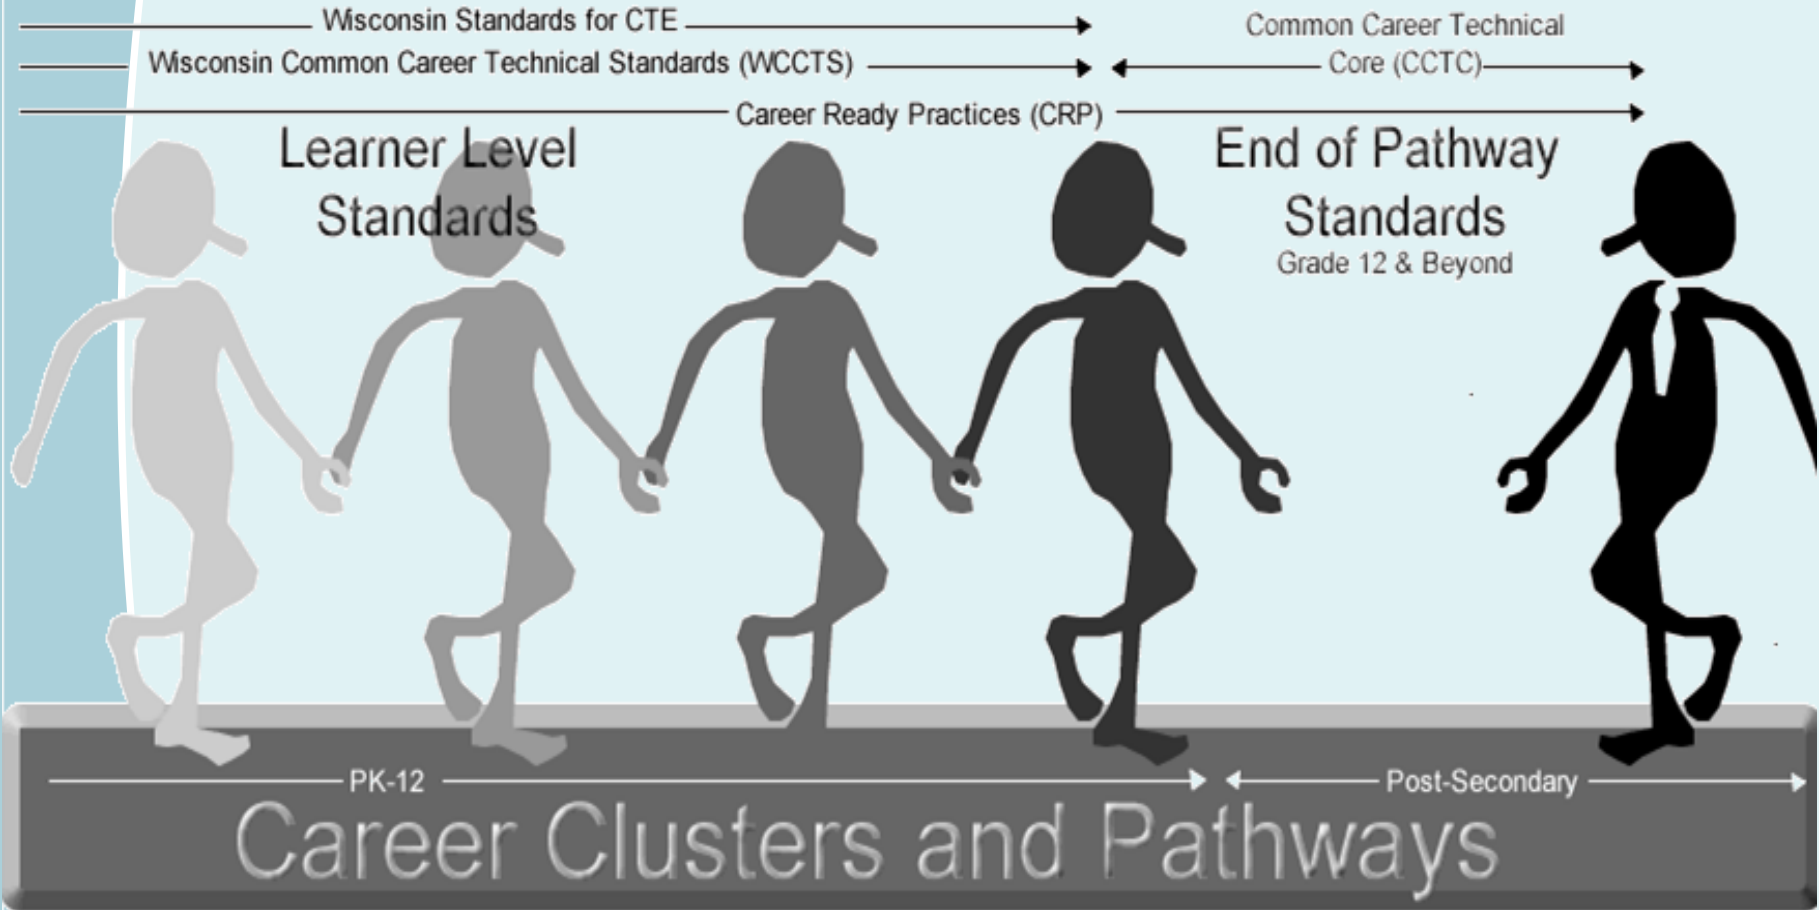 Wisconsin Standards for CTE
Common Career Technical
Wisconsin Common Career Technical Standards (WCCTS)
Core (CCTC)
Career Ready Practices (CRP)
Learner Level
Standards
End of Pathway
Standards
Grade 12 & Beyond
PK-12
Post-Secondary
Career Clusters and Pathways